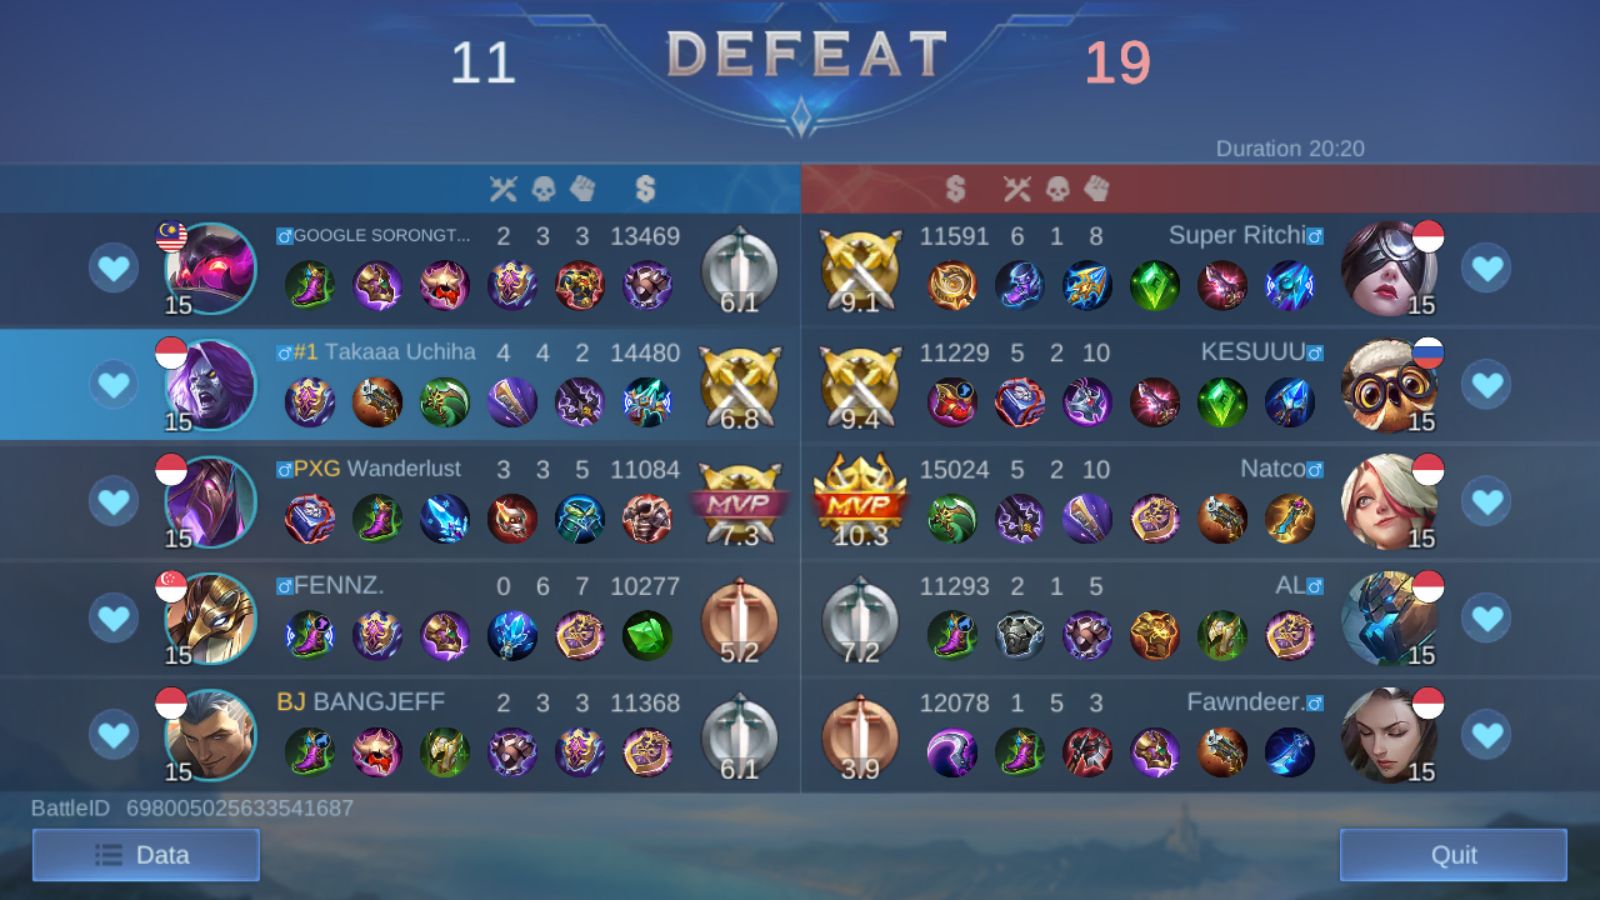 11 DEFEAT 19
Duration 20:20
GOOGLE SORONGT... 2 3 3 13469
15 6.1
9.1 11591 6 1 8 Super Ritchi
15
#1 Takaaa Uchiha 4 4 2 14480
15 6.8
9.4 11229 5 2 10 KESUUU
15
PXG Wanderlust 3 3 5 11084
15 MVP 7.3
MVP 10.3 15024 5 2 10 Natco
15
FENNZ. 0 6 7 10277
15 5.2
7.2 11293 2 1 5 AL
15
BJ BANGJEFF 2 3 3 11368
15 6.1
3.9 12078 1 5 3 Fawndeer.
15
BattleID 698005025633541687
Data
Quit